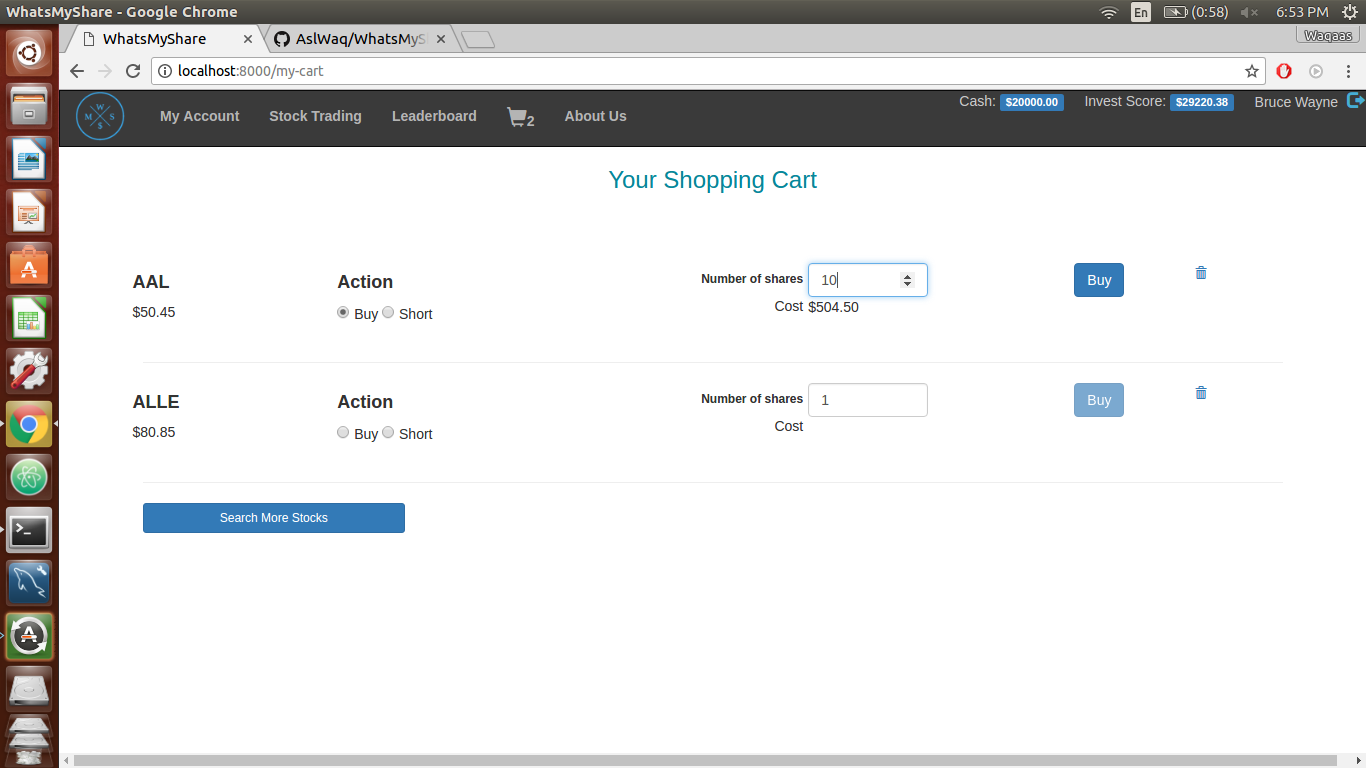 WhatsMyShare - Google Chrome
En
(0:58)
6:53 PM
WhatsMyShare
AslWaq/WhatsMyS
Waqaas
localhost:8000/my-cart
W
M S
$
My Account
Stock Trading
Leaderboard
2
About Us
Cash: $20000.00
Invest Score: $29220.38
Bruce Wayne
Your Shopping Cart
AAL
Action
Number of shares 10
Buy
$50.45
Buy Short
Cost $504.50
ALLE
Action
Number of shares 1
Buy
$80.85
Buy Short
Cost
Search More Stocks